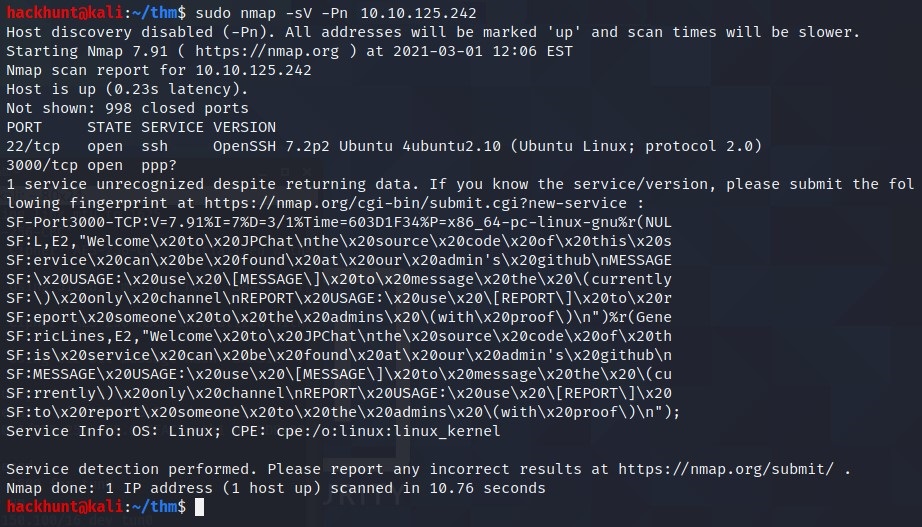 hackhunt@kali:~/thm$ sudo nmap -sV -Pn 10.10.125.242
Host discovery disabled (-Pn). All addresses will be marked 'up' and scan times will be slower.
Starting Nmap 7.91 ( https://nmap.org ) at 2021-03-01 12:06 EST
Nmap scan report for 10.10.125.242
Host is up (0.23s latency).
Not shown: 998 closed ports
PORT     STATE SERVICE VERSION
22/tcp   open  ssh     OpenSSH 7.2p2 Ubuntu 4ubuntu2.10 (Ubuntu Linux; protocol 2.0)
3000/tcp open  ppp?
1 service unrecognized despite returning data. If you know the service/version, please submit the fol
lowing fingerprint at https://nmap.org/cgi-bin/submit.cgi?new-service :
SF-Port3000-TCP:V=7.91%I=7%D=3/1%Time=603D1F34%P=x86_64-pc-linux-gnu%r(NUL
SF:L,E2,"Welcome\x20to\x20JPChat\nthe\x20source\x20code\x20of\x20this\x20s
SF:ervice\x20can\x20be\x20found\x20at\x20our\x20admin's\x20github\nMESSAGE
SF:\x20USAGE:\x20use\x20\[MESSAGE\]\x20to\x20message\x20the\x20\(currently
SF:\)\x20only\x20channel\nREPORT\x20USAGE:\x20use\x20\[REPORT\]\x20to\x20r
SF:eport\x20someone\x20to\x20the\x20admins\x20\(with\x20proof\)\n")%r(Gene
SF:ricLines,E2,"Welcome\x20to\x20JPChat\nthe\x20source\x20code\x20of\x20th
SF:is\x20service\x20can\x20be\x20found\x20at\x20our\x20admin's\x20github\n
SF:MESSAGE\x20USAGE:\x20use\x20\[MESSAGE\]\x20to\x20message\x20the\x20\(cu
SF:rrently\)\x20only\x20channel\nREPORT\x20USAGE:\x20use\x20\[REPORT\]\x20
SF:to\x20report\x20someone\x20to\x20the\x20admins\x20\(with\x20proof\)\n");
Service Info: OS: Linux; CPE: cpe:/o:linux:linux_kernel

Service detection performed. Please report any incorrect results at https://nmap.org/submit/ .
Nmap done: 1 IP address (1 host up) scanned in 10.76 seconds
hackhunt@kali:~/thm$